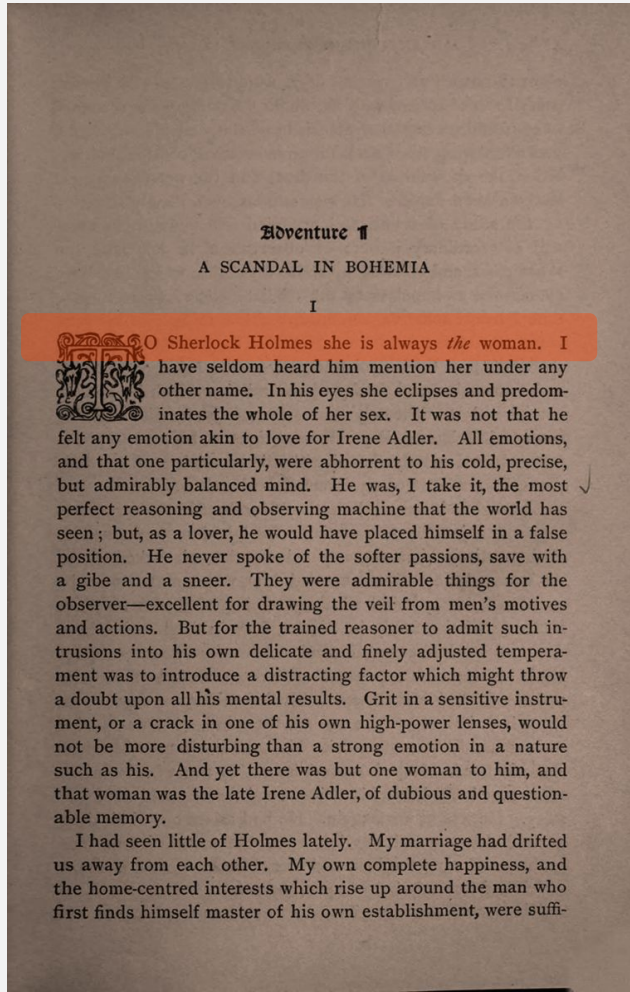 Adventure I
A SCANDAL IN BOHEMIA
I
TO Sherlock Holmes she is always the woman. I
have seldom heard him mention her under any
other name. In his eyes she eclipses and predom-
inates the whole of her sex. It was not that he
felt any emotion akin to love for Irene Adler. All emotions,
and that one particularly, were abhorrent to his cold, precise,
but admirably balanced mind. He was, I take it, the most
perfect reasoning and observing machine that the world has
seen; but, as a lover, he would have placed himself in a false
position. He never spoke of the softer passions, save with
a gibe and a sneer. They were admirable things for the
observer—excellent for drawing the veil from men's motives
and actions. But for the trained reasoner to admit such in-
trusions into his own delicate and finely adjusted tempera-
ment was to introduce a distracting factor which might throw
a doubt upon all his mental results. Grit in a sensitive instru-
ment, or a crack in one of his own high-power lenses, would
not be more disturbing than a strong emotion in a nature
such as his. And yet there was but one woman to him, and
that woman was the late Irene Adler, of dubious and question-
able memory.
I had seen little of Holmes lately. My marriage had drifted
us away from each other. My own complete happiness, and
the home-centred interests which rise up around the man who
first finds himself master of his own establishment, were suffi-